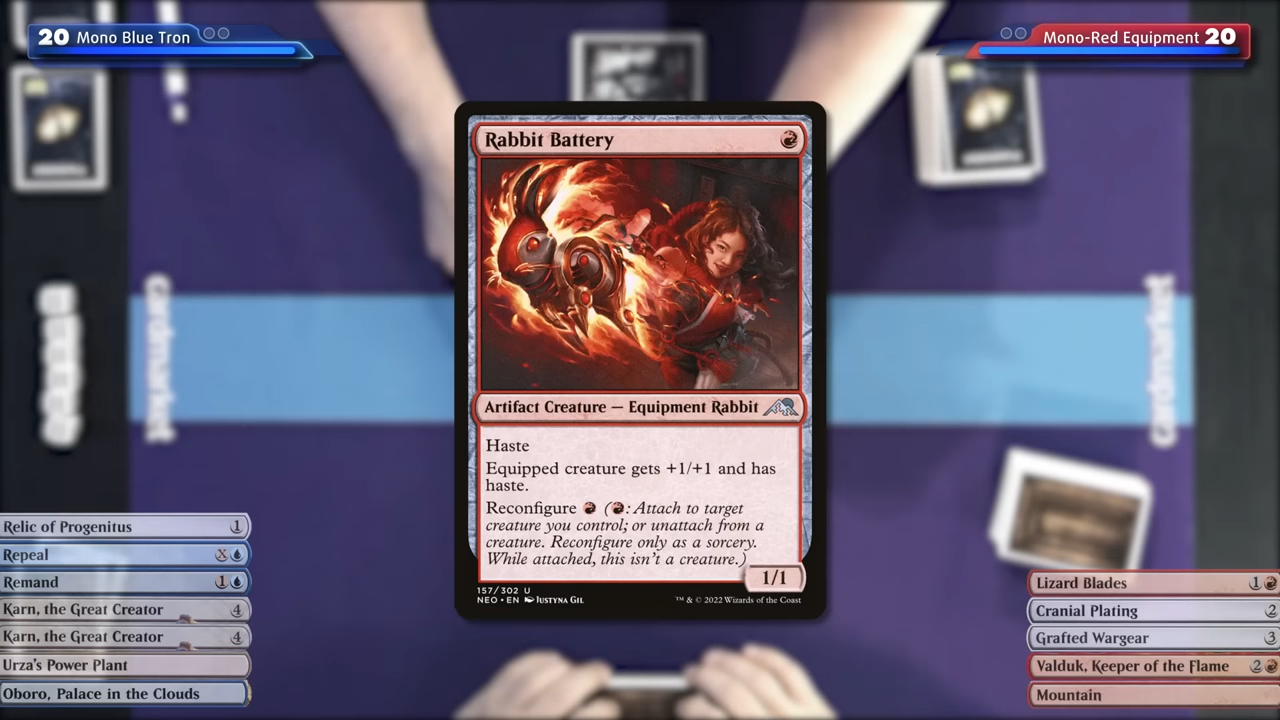 20 Mono Blue Tron
Mono-Red Equipment 20
Rabbit Battery
Artifact Creature — Equipment Rabbit
Haste
Equipped creature gets +1/+1 and has
haste.
Reconfigure (: Attach to target
creature you control; or unattach from a
creature. Reconfigure only as a sorcery.
While attached, this isn't a creature.)
1/1
157/302 U
NEO • EN Justyna Gil
™ & © 2022 Wizards of the Coast
cardmarket
cardmarket
Relic of Progenitus 1
Repeal X
Remand 1
Karn, the Great Creator 4
Karn, the Great Creator 4
Urza's Power Plant
Oboro, Palace in the Clouds
Lizard Blades 1
Cranial Plating 2
Grafted Wargear 3
Valduk, Keeper of the Flame 2
Mountain